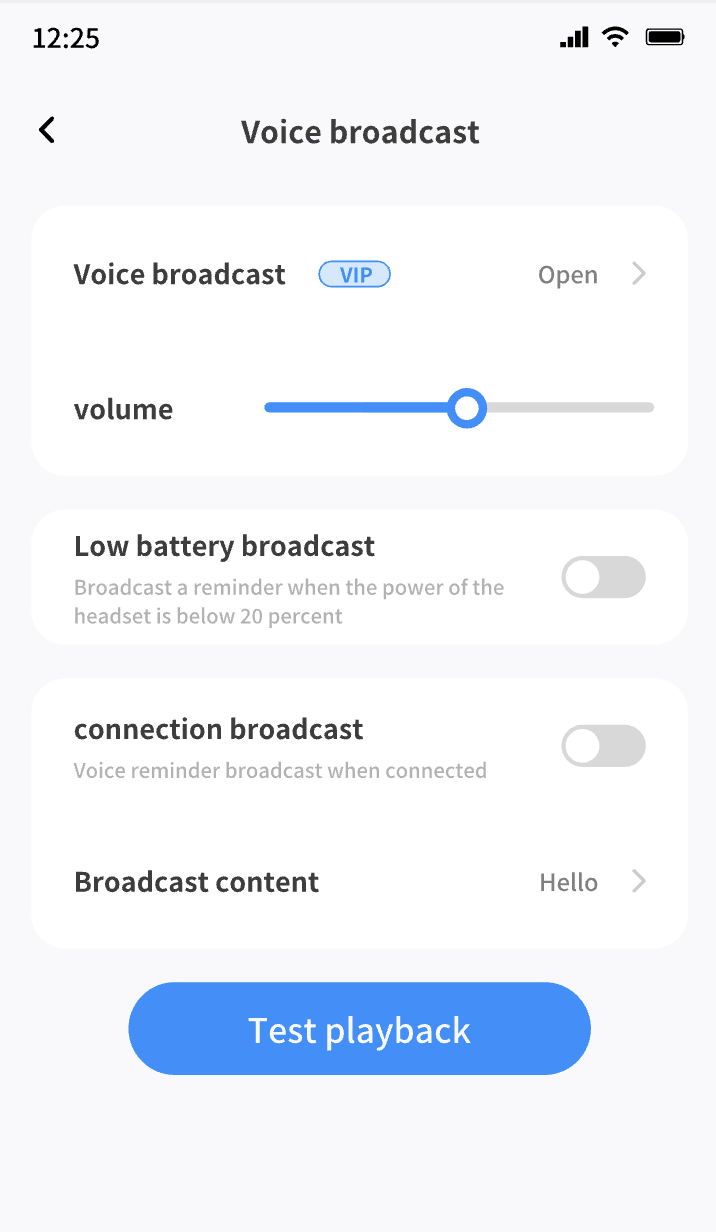 12:25
Voice broadcast
Voice broadcast VIP Open
volume
Low battery broadcast
Broadcast a reminder when the power of the
headset is below 20 percent
connection broadcast
Voice reminder broadcast when connected
Broadcast content Hello
Test playback